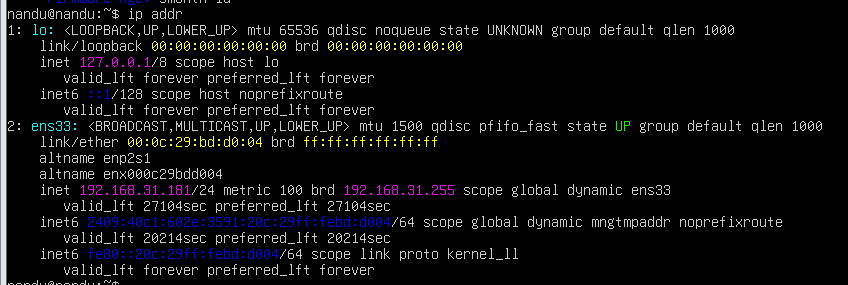 nandu@nandu:~$ ip addr
1: lo: <LOOPBACK,UP,LOWER_UP> mtu 65536 qdisc noqueue state UNKNOWN group default qlen 1000
link/loopback 00:00:00:00:00:00 brd 00:00:00:00:00:00
inet 127.0.0.1/8 scope host lo
valid_lft forever preferred_lft forever
inet6 ::1/128 scope host noprefixroute
valid_lft forever preferred_lft forever
2: ens33: <BROADCAST,MULTICAST,UP,LOWER_UP> mtu 1500 qdisc pfifo_fast state UP group default qlen 1000
link/ether 00:0c:29:bd:d0:04 brd ff:ff:ff:ff:ff:ff
altname enp2s1
altname enx000c29bdd004
inet 192.168.31.181/24 metric 100 brd 192.168.31.255 scope global dynamic ens33
valid_lft 27104sec preferred_lft 27104sec
inet6 2409:40c1:602e:3591:20c:29ff:febd:d004/64 scope global dynamic mngtmpaddr noprefixroute
valid_lft 20214sec preferred_lft 20214sec
inet6 fe80::20c:29ff:febd:d004/64 scope link proto kernel_ll
valid_lft forever preferred_lft forever
nandu@nandu:~$